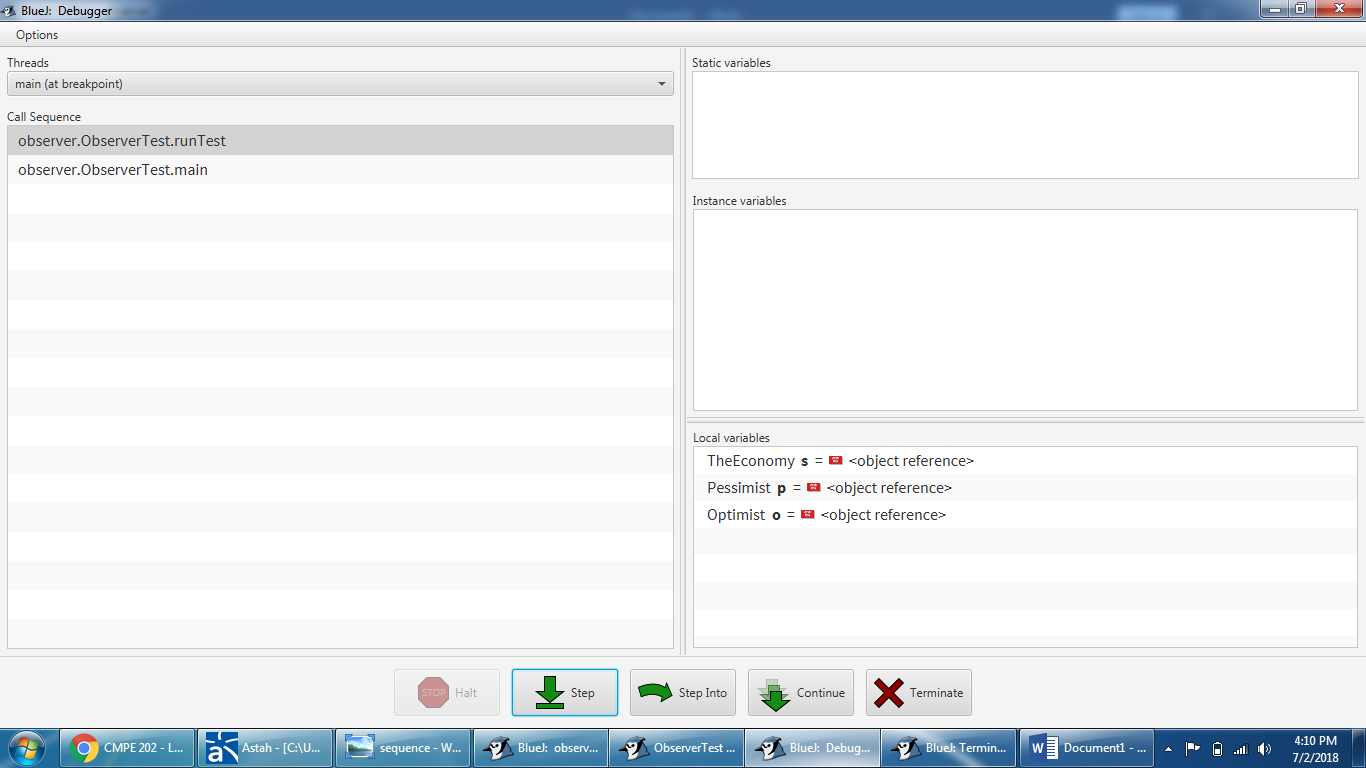 BlueJ: Debugger
Options
Threads
main (at breakpoint)
Call Sequence
observer.ObserverTest.runTest
observer.ObserverTest.main
Static variables
Instance variables
Local variables
TheEconomy s = <object reference>
Pessimist p = <object reference>
Optimist o = <object reference>
STOP Halt
Step
Step Into
Continue
Terminate
CMPE 202 - L...
Astah - [C:\U...
sequence - W...
BlueJ: observ...
ObserverTest ...
BlueJ: Debug...
BlueJ: Termin...
Document1 - ...
4:10 PM
7/2/2018